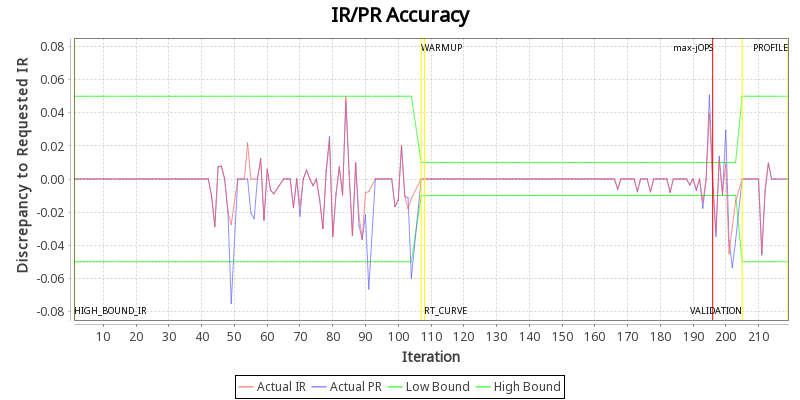 IR/PR Accuracy
Discrepancy to Requested IR
0.08
0.06
0.04
0.02
0.00
-0.02
-0.04
-0.06
-0.08
WARMUP
max-jOPS
PROFILE
HIGH_BOUND_IR
RT_CURVE
VALIDATION
10 20 30 40 50 60 70 80 90 100 110 120 130 140 150 160 170 180 190 200 210
Iteration
Actual IR Actual PR Low Bound High Bound